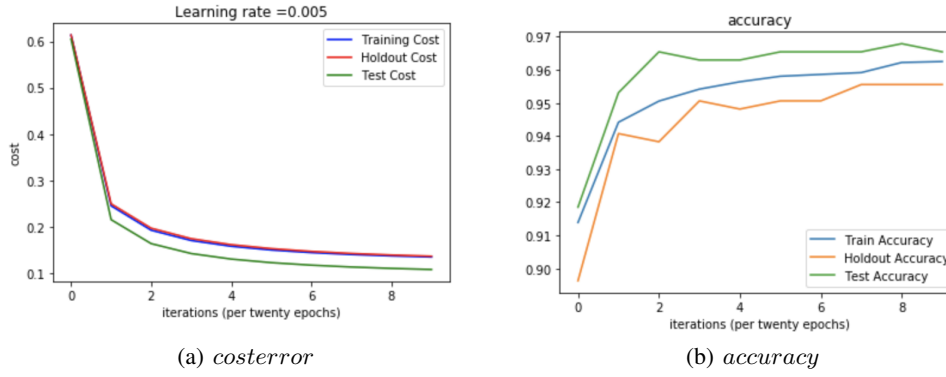 Learning rate =0.005
cost
0.6
0.5
0.4
0.3
0.2
0.1
Training Cost
Holdout Cost
Test Cost
0 2 4 6 8
iterations (per twenty epochs)
(a) costerror
accuracy
0.97
0.96
0.95
0.94
0.93
0.92
0.91
0.90
Train Accuracy
Holdout Accuracy
Test Accuracy
0 2 4 6 8
iterations (per twenty epochs)
(b) accuracy